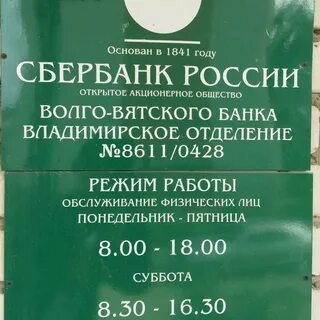 Основан в 1841 году
СБЕРБАНК РОССИИ
ОТКРЫТОЕ АКЦИОНЕРНОЕ ОБЩЕСТВО
ВОЛГО-ВЯТСКОГО БАНКА
ВЛАДИМИРСКОЕ ОТДЕЛЕНИЕ
№8611/0428
РЕЖИМ РАБОТЫ
ОБСЛУЖИВАНИЕ ФИЗИЧЕСКИХ ЛИЦ
ПОНЕДЕЛЬНИК - ПЯТНИЦА
8.00 - 18.00
СУББОТА
8.30 - 16.30